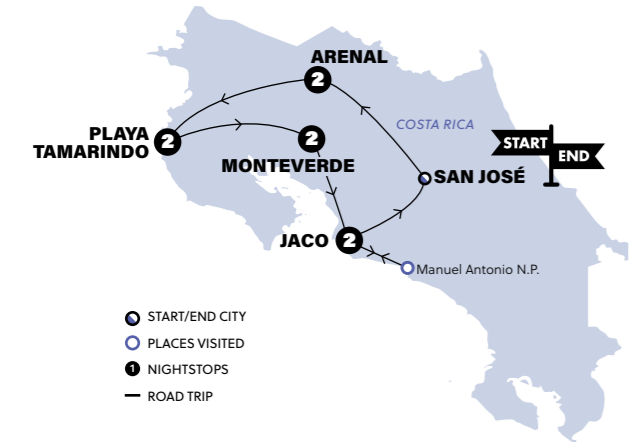 ARENAL
2
COSTA RICA
PLAYA
TAMARINDO
2
2
MONTEVERDE
START
END
SAN JOSÉ
JACO
2
Manuel Antonio N.P.
START/END CITY
PLACES VISITED
1 NIGHTSTOPS
ROAD TRIP